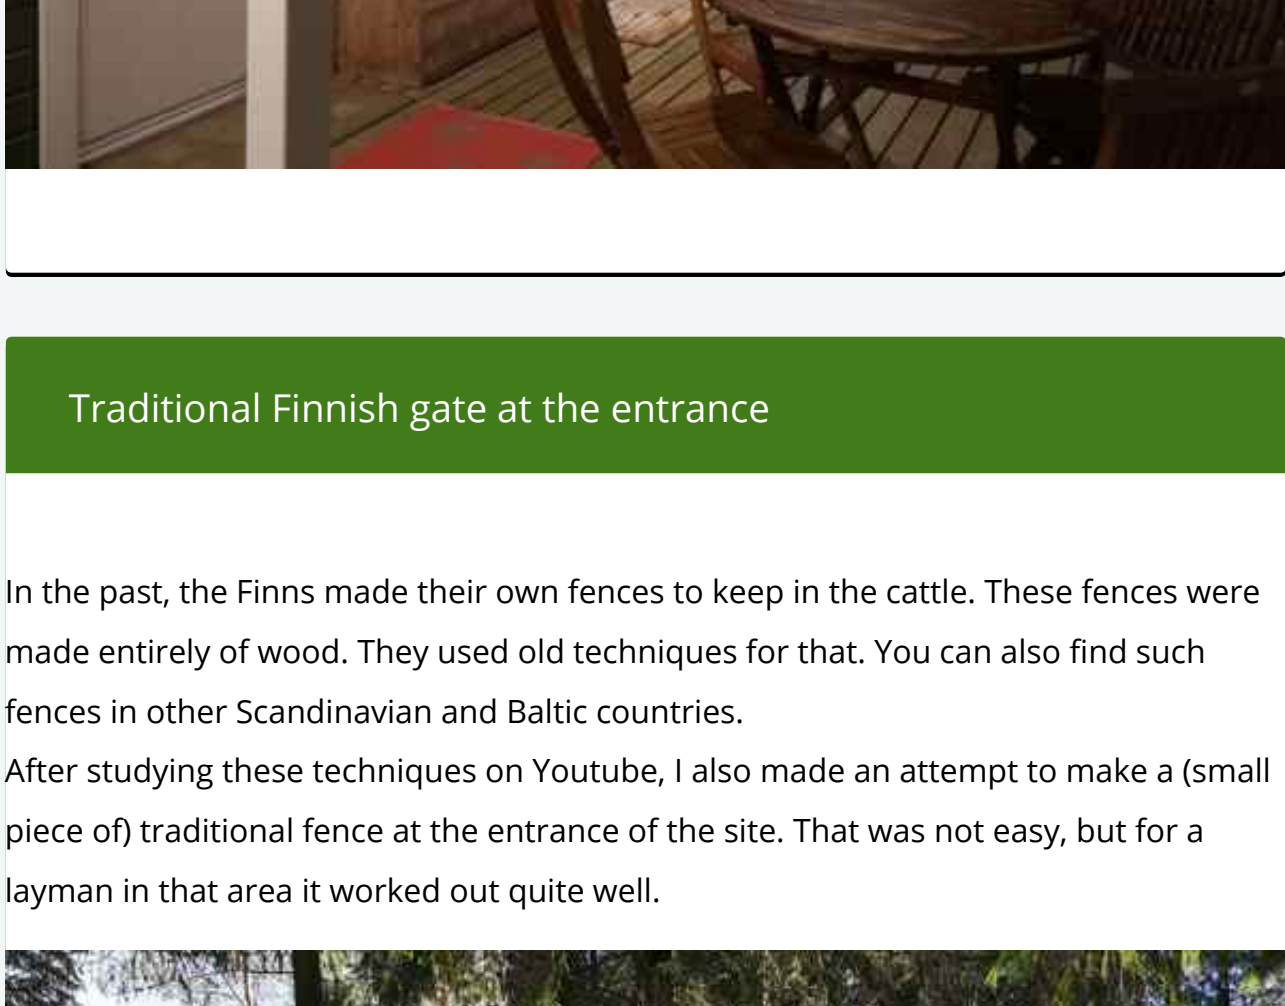 Traditional Finnish gate at the entrance
In the past, the Finns made their own fences to keep in the cattle. These fences were
made entirely of wood. They used old techniques for that. You can also find such
fences in other Scandinavian and Baltic countries.
After studying these techniques on Youtube, I also made an attempt to make a (small
piece of) traditional fence at the entrance of the site. That was not easy, but for a
layman in that area it worked out quite well.